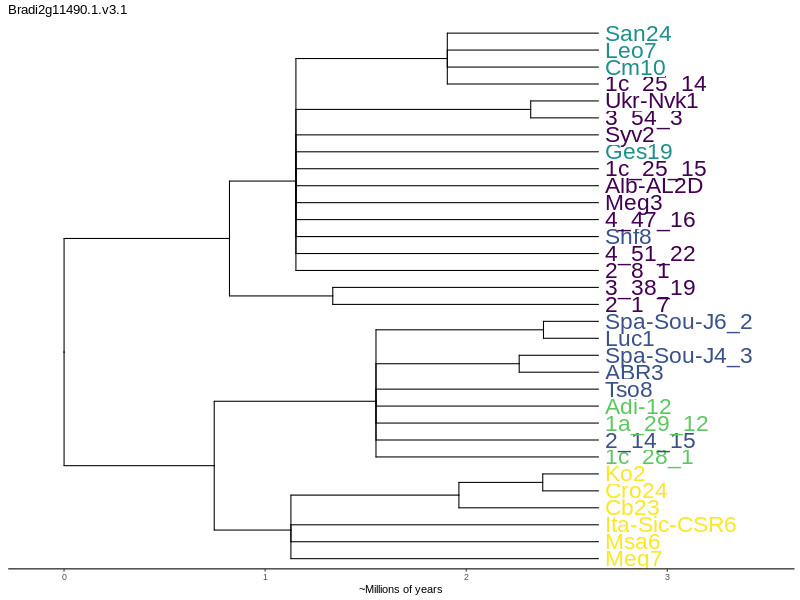 Bradi2g11490.1.v3.1
San24
Leo7
Cm10
1c_25_14
Ukr-Nvk1
3_54_3
Syv2
Ges19
1c_25_15
Alb-AL2D
Meg3
4_47_16
Snf8
4_51_22
2_8_1
3_38_19
2_1_7
Spa-Sou-J6_2
Luc1
Spa-Sou-J4_3
ABR3
Tso8
Adi-12
1a_29_12
2_14_15
1c_28_1
Ko2
Cro24
Cb23
Ita-Sic-CSR6
Msa6
Meg7
0 1 2 3
~Millions of years